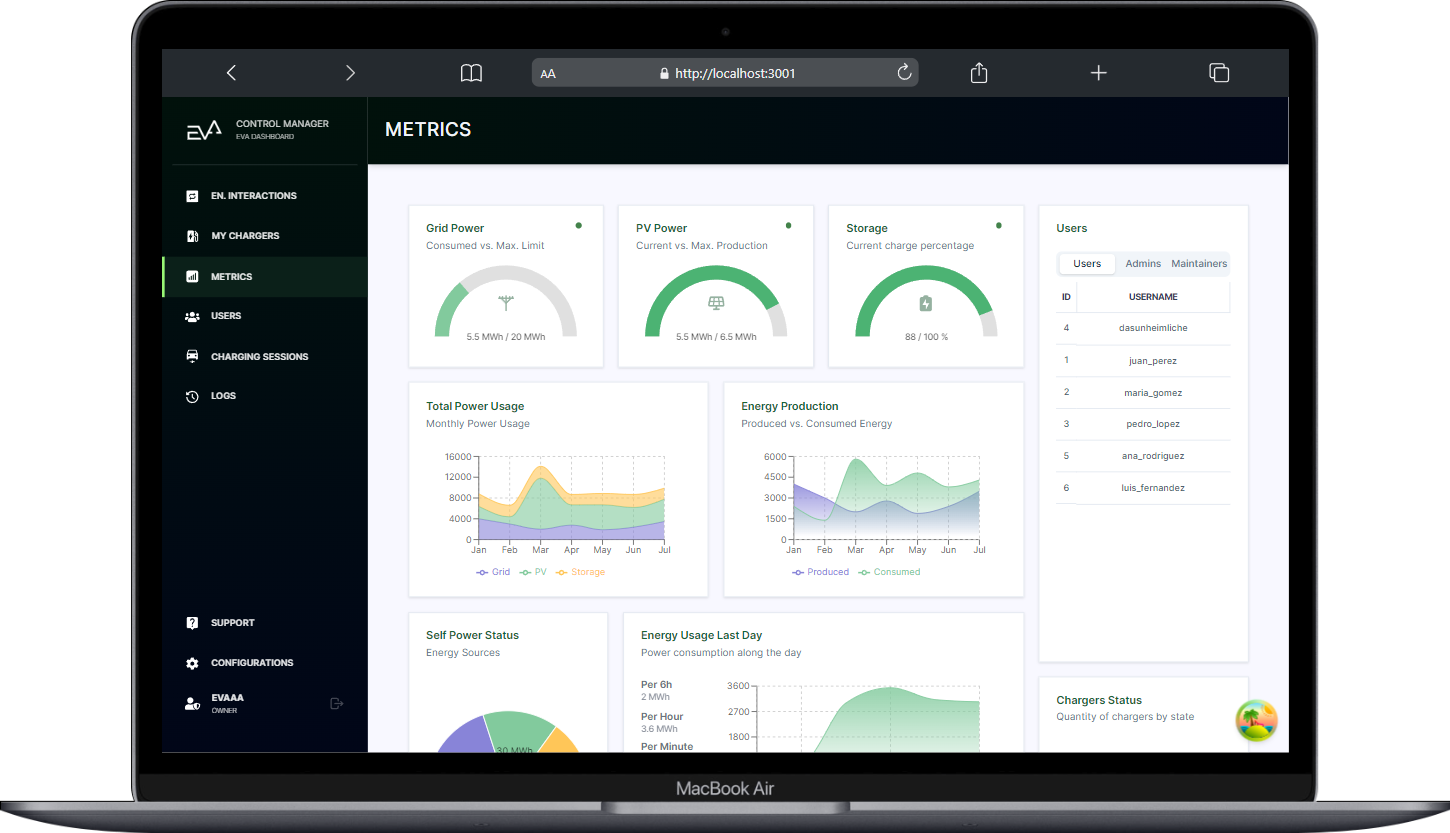 AA
http://localhost:3001
EVA
CONTROL MANAGER
EVA DASHBOARD
METRICS
EN. INTERACTIONS
MY CHARGERS
METRICS
USERS
CHARGING SESSIONS
LOGS
SUPPORT
CONFIGURATIONS
EVAAA
OWNER
Grid Power
Consumed vs. Max. Limit
5.5 MWh / 20 MWh
PV Power
Current vs. Max. Production
5.5 MWh / 6.5 MWh
Storage
Current charge percentage
88 / 100 %
Users
Users Admins Maintainers
ID USERNAME
4 dasunheimliche
1 juan_perez
2 maria_gomez
3 pedro_lopez
5 ana_rodriguez
6 luis_fernandez
Total Power Usage
Monthly Power Usage
16000
12000
8000
4000
0
Jan Feb Mar Apr May Jun Jul
Grid PV Storage
Energy Production
Produced vs. Consumed Energy
6000
4500
3000
1500
0
Jan Feb Mar Apr May Jun Jul
Produced Consumed
Self Power Status
Energy Sources
30 MWh
Energy Usage Last Day
Power consumption along the day
Per 6h
2 MWh
Per Hour
3.6 MWh
Per Minute
3600
2700
1800
Chargers Status
Quantity of chargers by state
MacBook Air